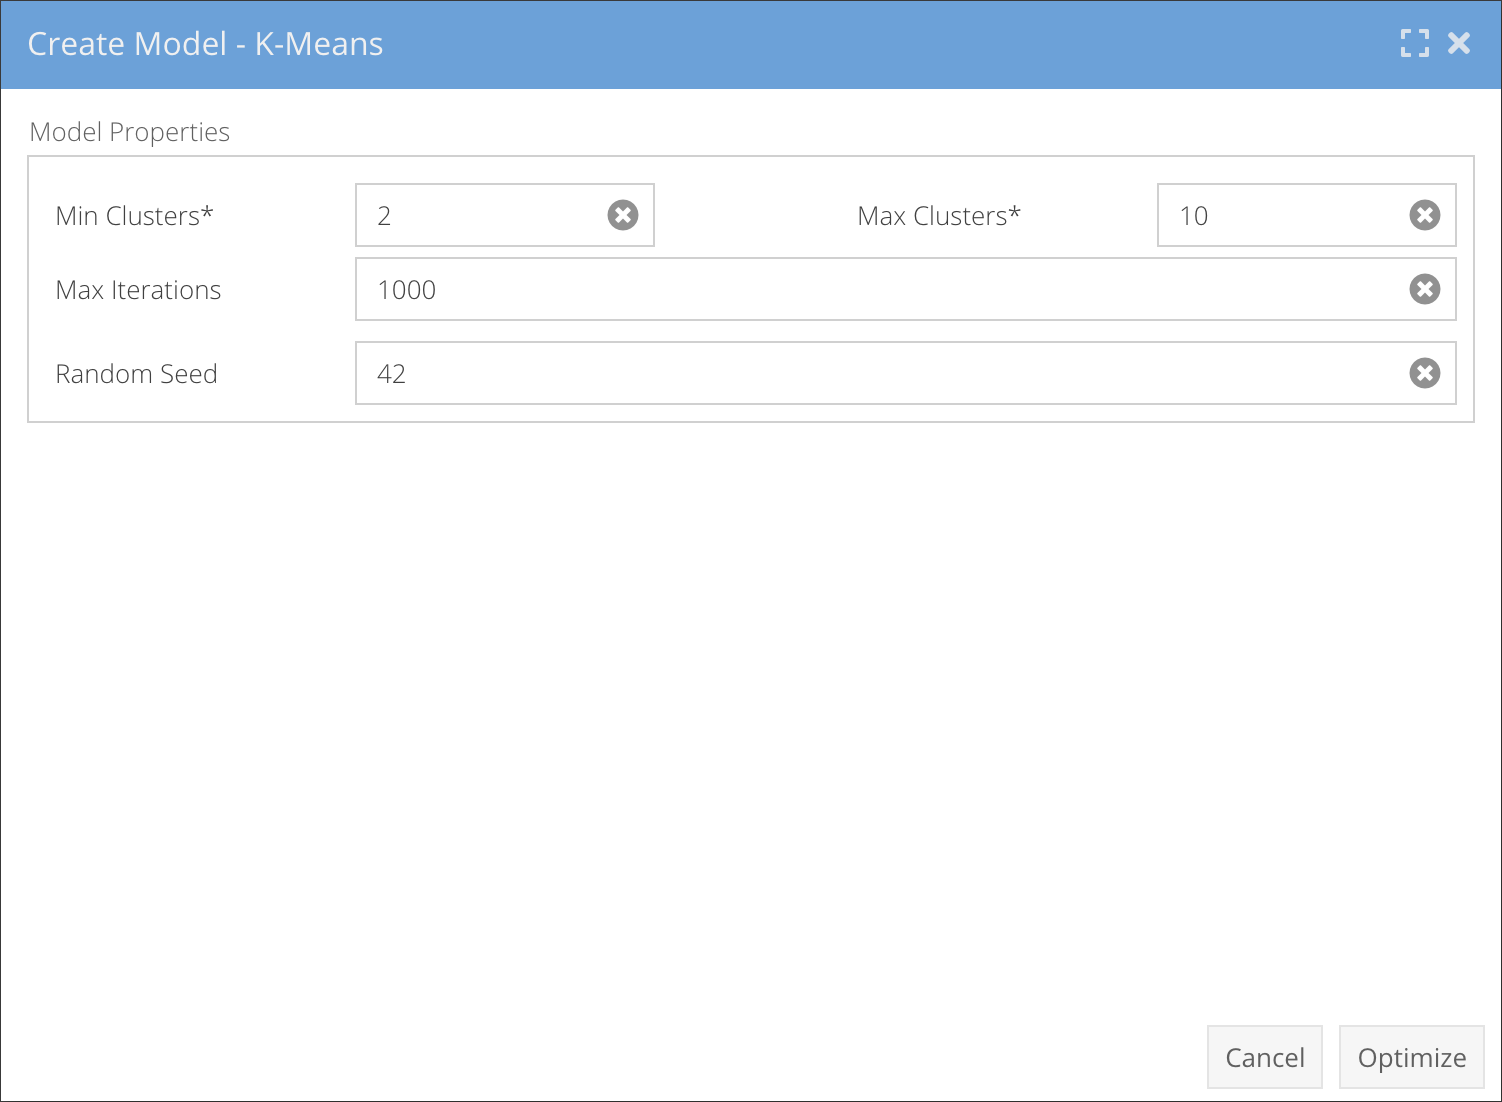 Create Model - K-Means
Model Properties
Min Clusters* 2 Max Clusters* 10
Max Iterations 1000
Random Seed 42
Cancel Optimize